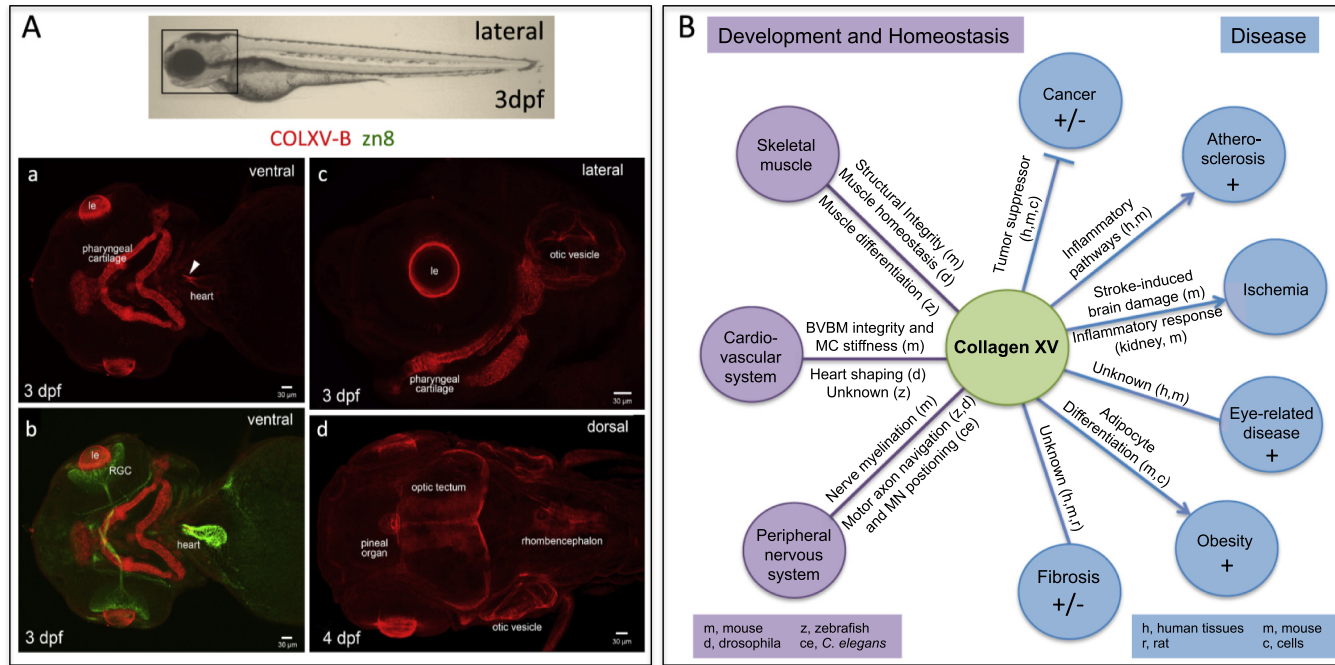 A
lateral
3dpf
COLXV-B zn8
a
ventral
le
pharyngeal
cartilage
heart
3 dpf
30 µm
c
lateral
le
otic vesicle
pharyngeal
cartilage
3 dpf
30 µm
b
ventral
le
RGC
heart
3 dpf
30 µm
d
dorsal
optic tectum
pineal
organ
rhombencephalon
otic vesicle
4 dpf
30 µm
B
Development and Homeostasis
Disease
Skeletal
muscle
Structural Integrity (m)
Muscle homeostasis (d)
Muscle differentiation (z)
Cardio-
vascular
system
BVBM integrity and
MC stiffness (m)
Heart shaping (d)
Unknown (z)
Peripheral
nervous
system
Nerve myelination (m)
Motor axon navigation (z,d)
and MN postioning (ce)
Collagen XV
Cancer
+/-
Tumor suppressor
(h,m,c)
Athero-
sclerosis
+
Inflammatory
pathways (h,m)
Ischemia
Stroke-induced
brain damage (m)
Inflammatory response
(kidney, m)
Eye-related
disease
+
Unknown (h,m)
Obesity
+
Adipocyte
Differentiation (m,c)
Fibrosis
+/-
Unknown (h,m,r)
m, mouse z, zebrafish
d, drosophila ce, C. elegans
h, human tissues m, mouse
r, rat c, cells